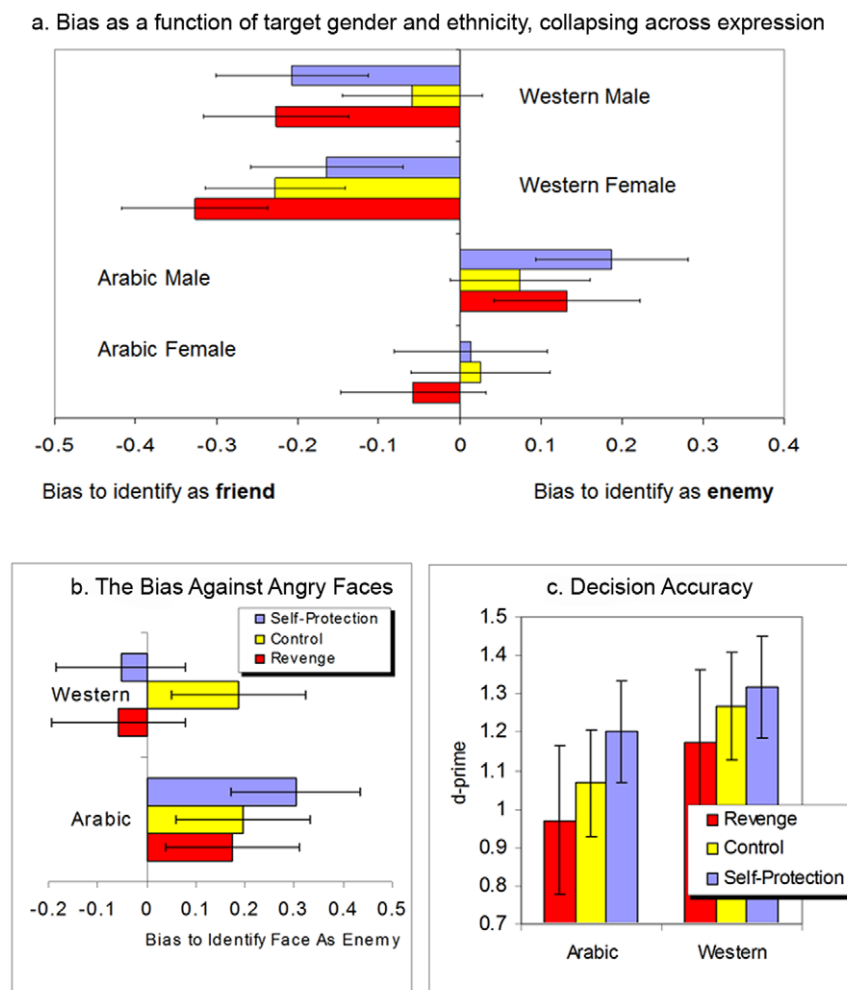 a. Bias as a function of target gender and ethnicity, collapsing across expression
Western Male
Western Female
Arabic Male
Arabic Female
-0.5 -0.4 -0.3 -0.2 -0.1 0 0.1 0.2 0.3 0.4
Bias to identify as friend Bias to identify as enemy
b. The Bias Against Angry Faces
Self-Protection
Control
Revenge
Western
Arabic
-0.2 -0.1 0 0.1 0.2 0.3 0.4 0.5
Bias to Identify Face As Enemy
c. Decision Accuracy
1.5
1.4
1.3
1.2
1.1
1
0.9
0.8
0.7
d-prime
Revenge
Control
Self-Protection
Arabic Western